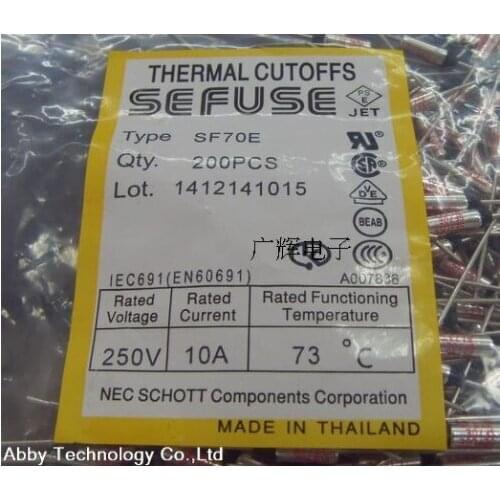 THERMAL CUTOFFS
SEFUSE
PS
E
JET
Type SF70E
Qty. 200PCS
Lot. 1412141015
VDE
BEAB
广辉电子
IEC691(EN60691)
A007838
Rated Voltage Rated Current Rated Functioning Temperature
250V 10A 73 °C
NEC SCHOTT Components Corporation
MADE IN THAILAND
Abby Technology Co.,Ltd